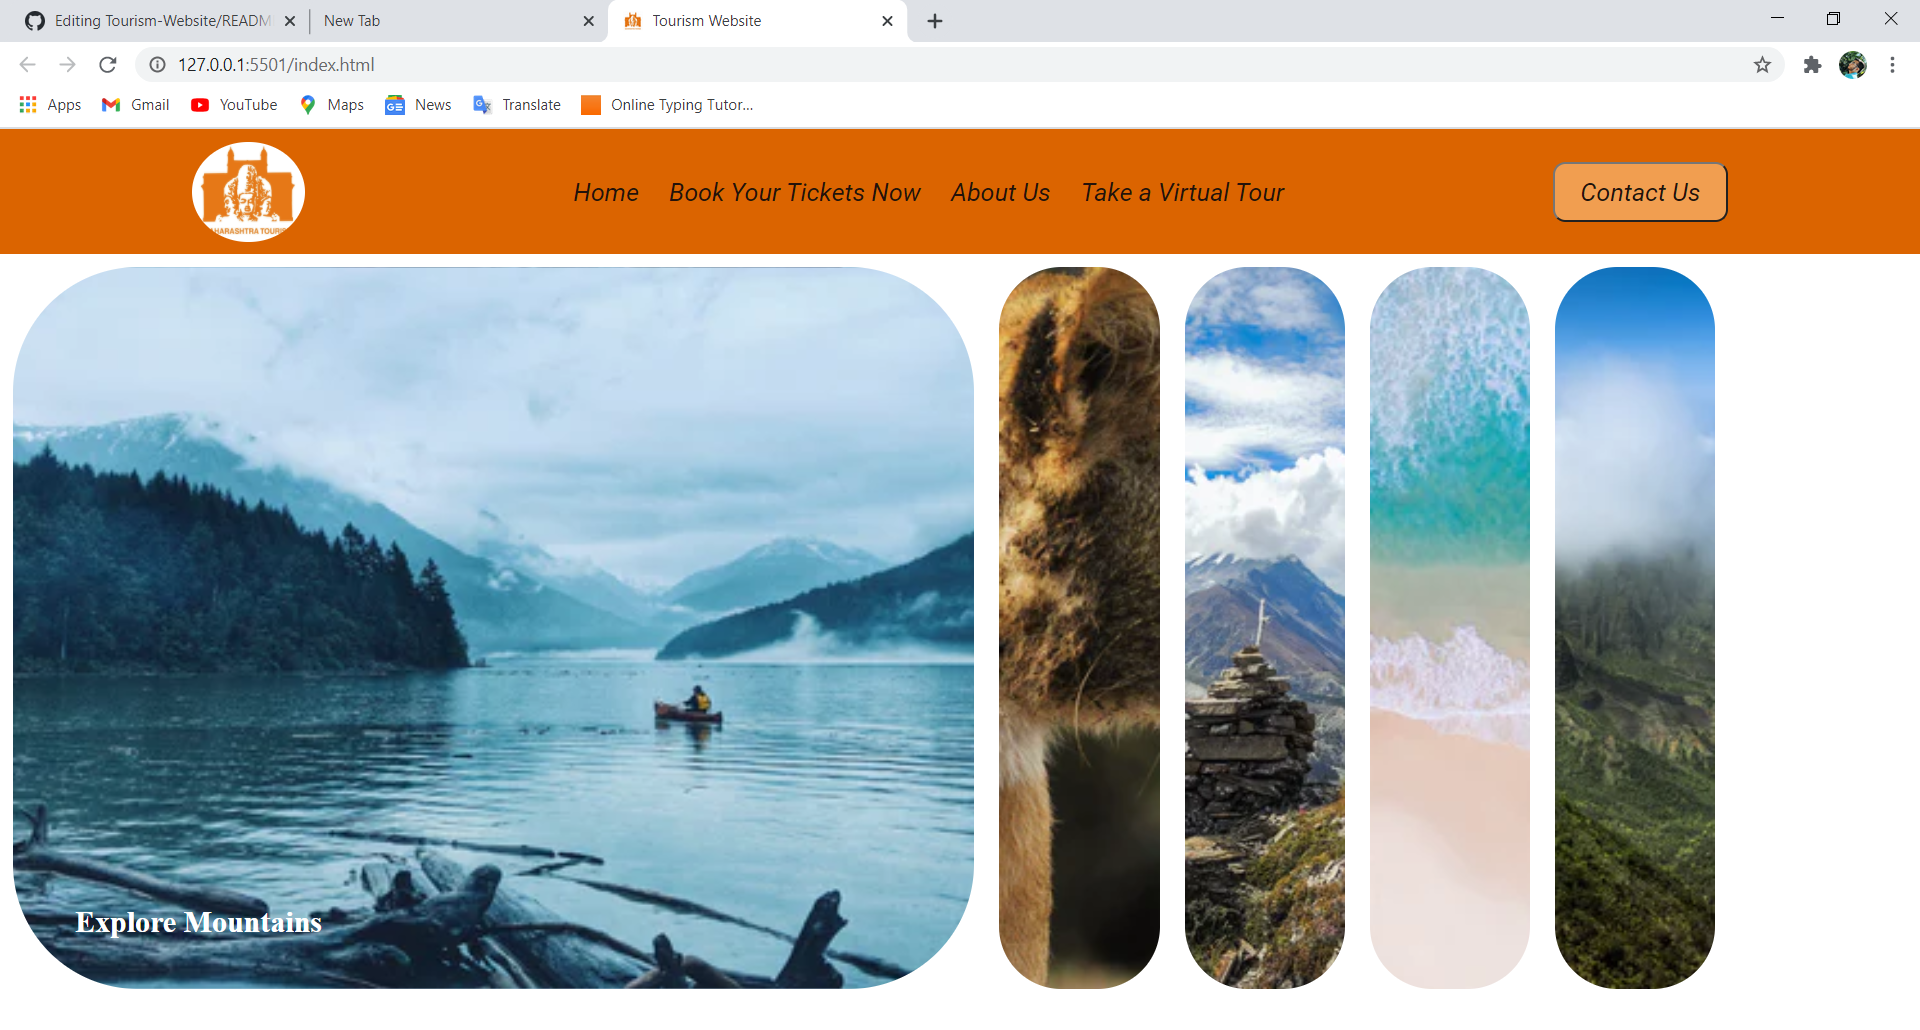 Editing Tourism-Website/READM
New Tab
Tourism Website
127.0.0.1:5501/index.html
Apps
Gmail
YouTube
Maps
News
Translate
Online Typing Tutor...
Home
Book Your Tickets Now
About Us
Take a Virtual Tour
Contact Us
Explore Mountains